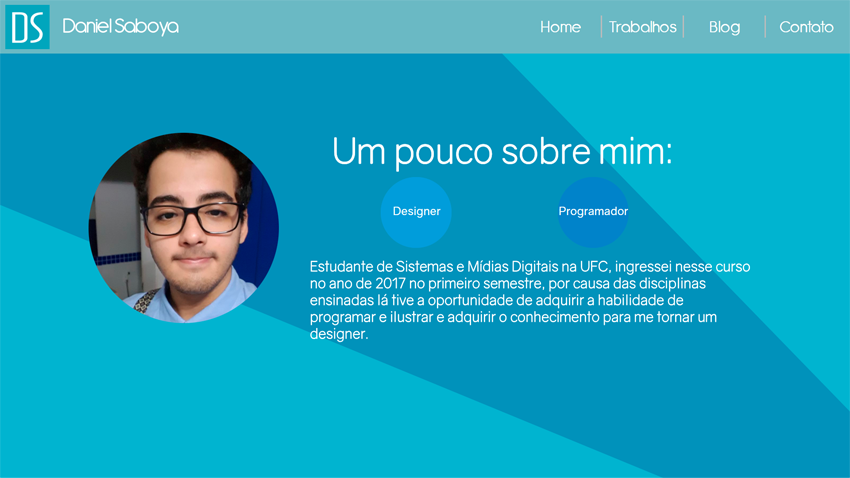 DS
Daniel Saboya
Home
Trabalhos
Blog
Contato
Um pouco sobre mim:
Designer
Programador
Estudante de Sistemas e Mídias Digitais na UFC, ingressei nesse curso
no ano de 2017 no primeiro semestre, por causa das disciplinas
ensinadas lá tive a oportunidade de adquirir a habilidade de
programar e ilustrar e adquirir o conhecimento para me tornar um
designer.